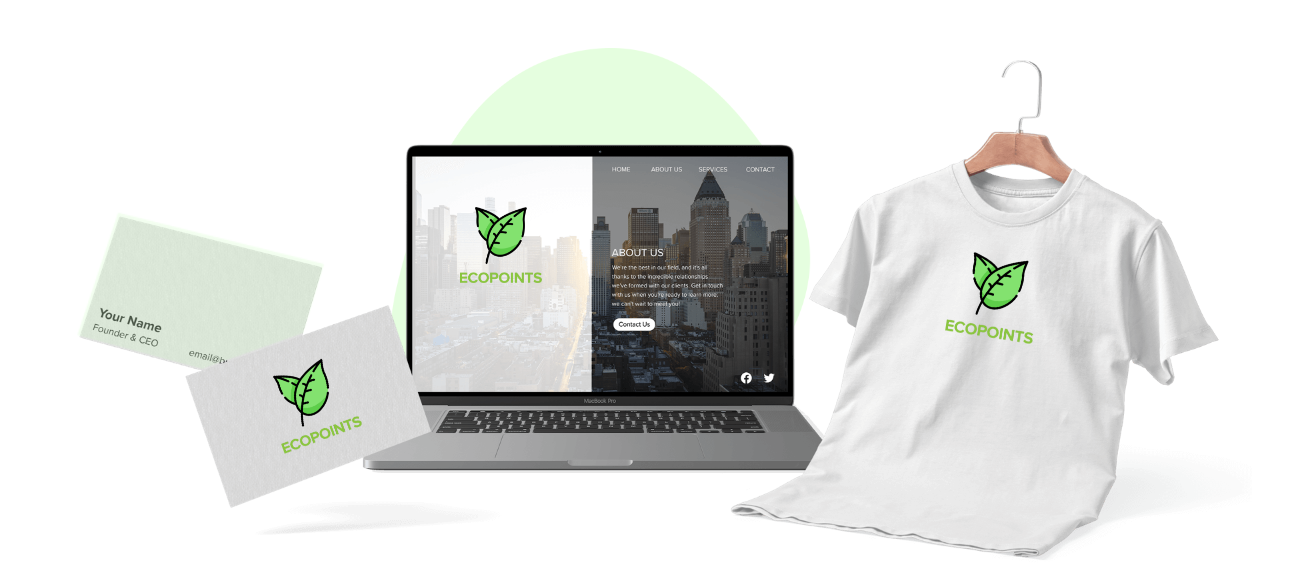 HOME ABOUT US SERVICES CONTACT
ECOPOINTS
ABOUT US
We're the best in our field, and it's all
thanks to the incredible relationships
we've formed with our clients. Get in touch
with us when you're ready to learn more,
we can't wait to meet you!
Contact Us
MacBook Pro
Your Name
Founder & CEO
ECOPOINTS
ECOPOINTS